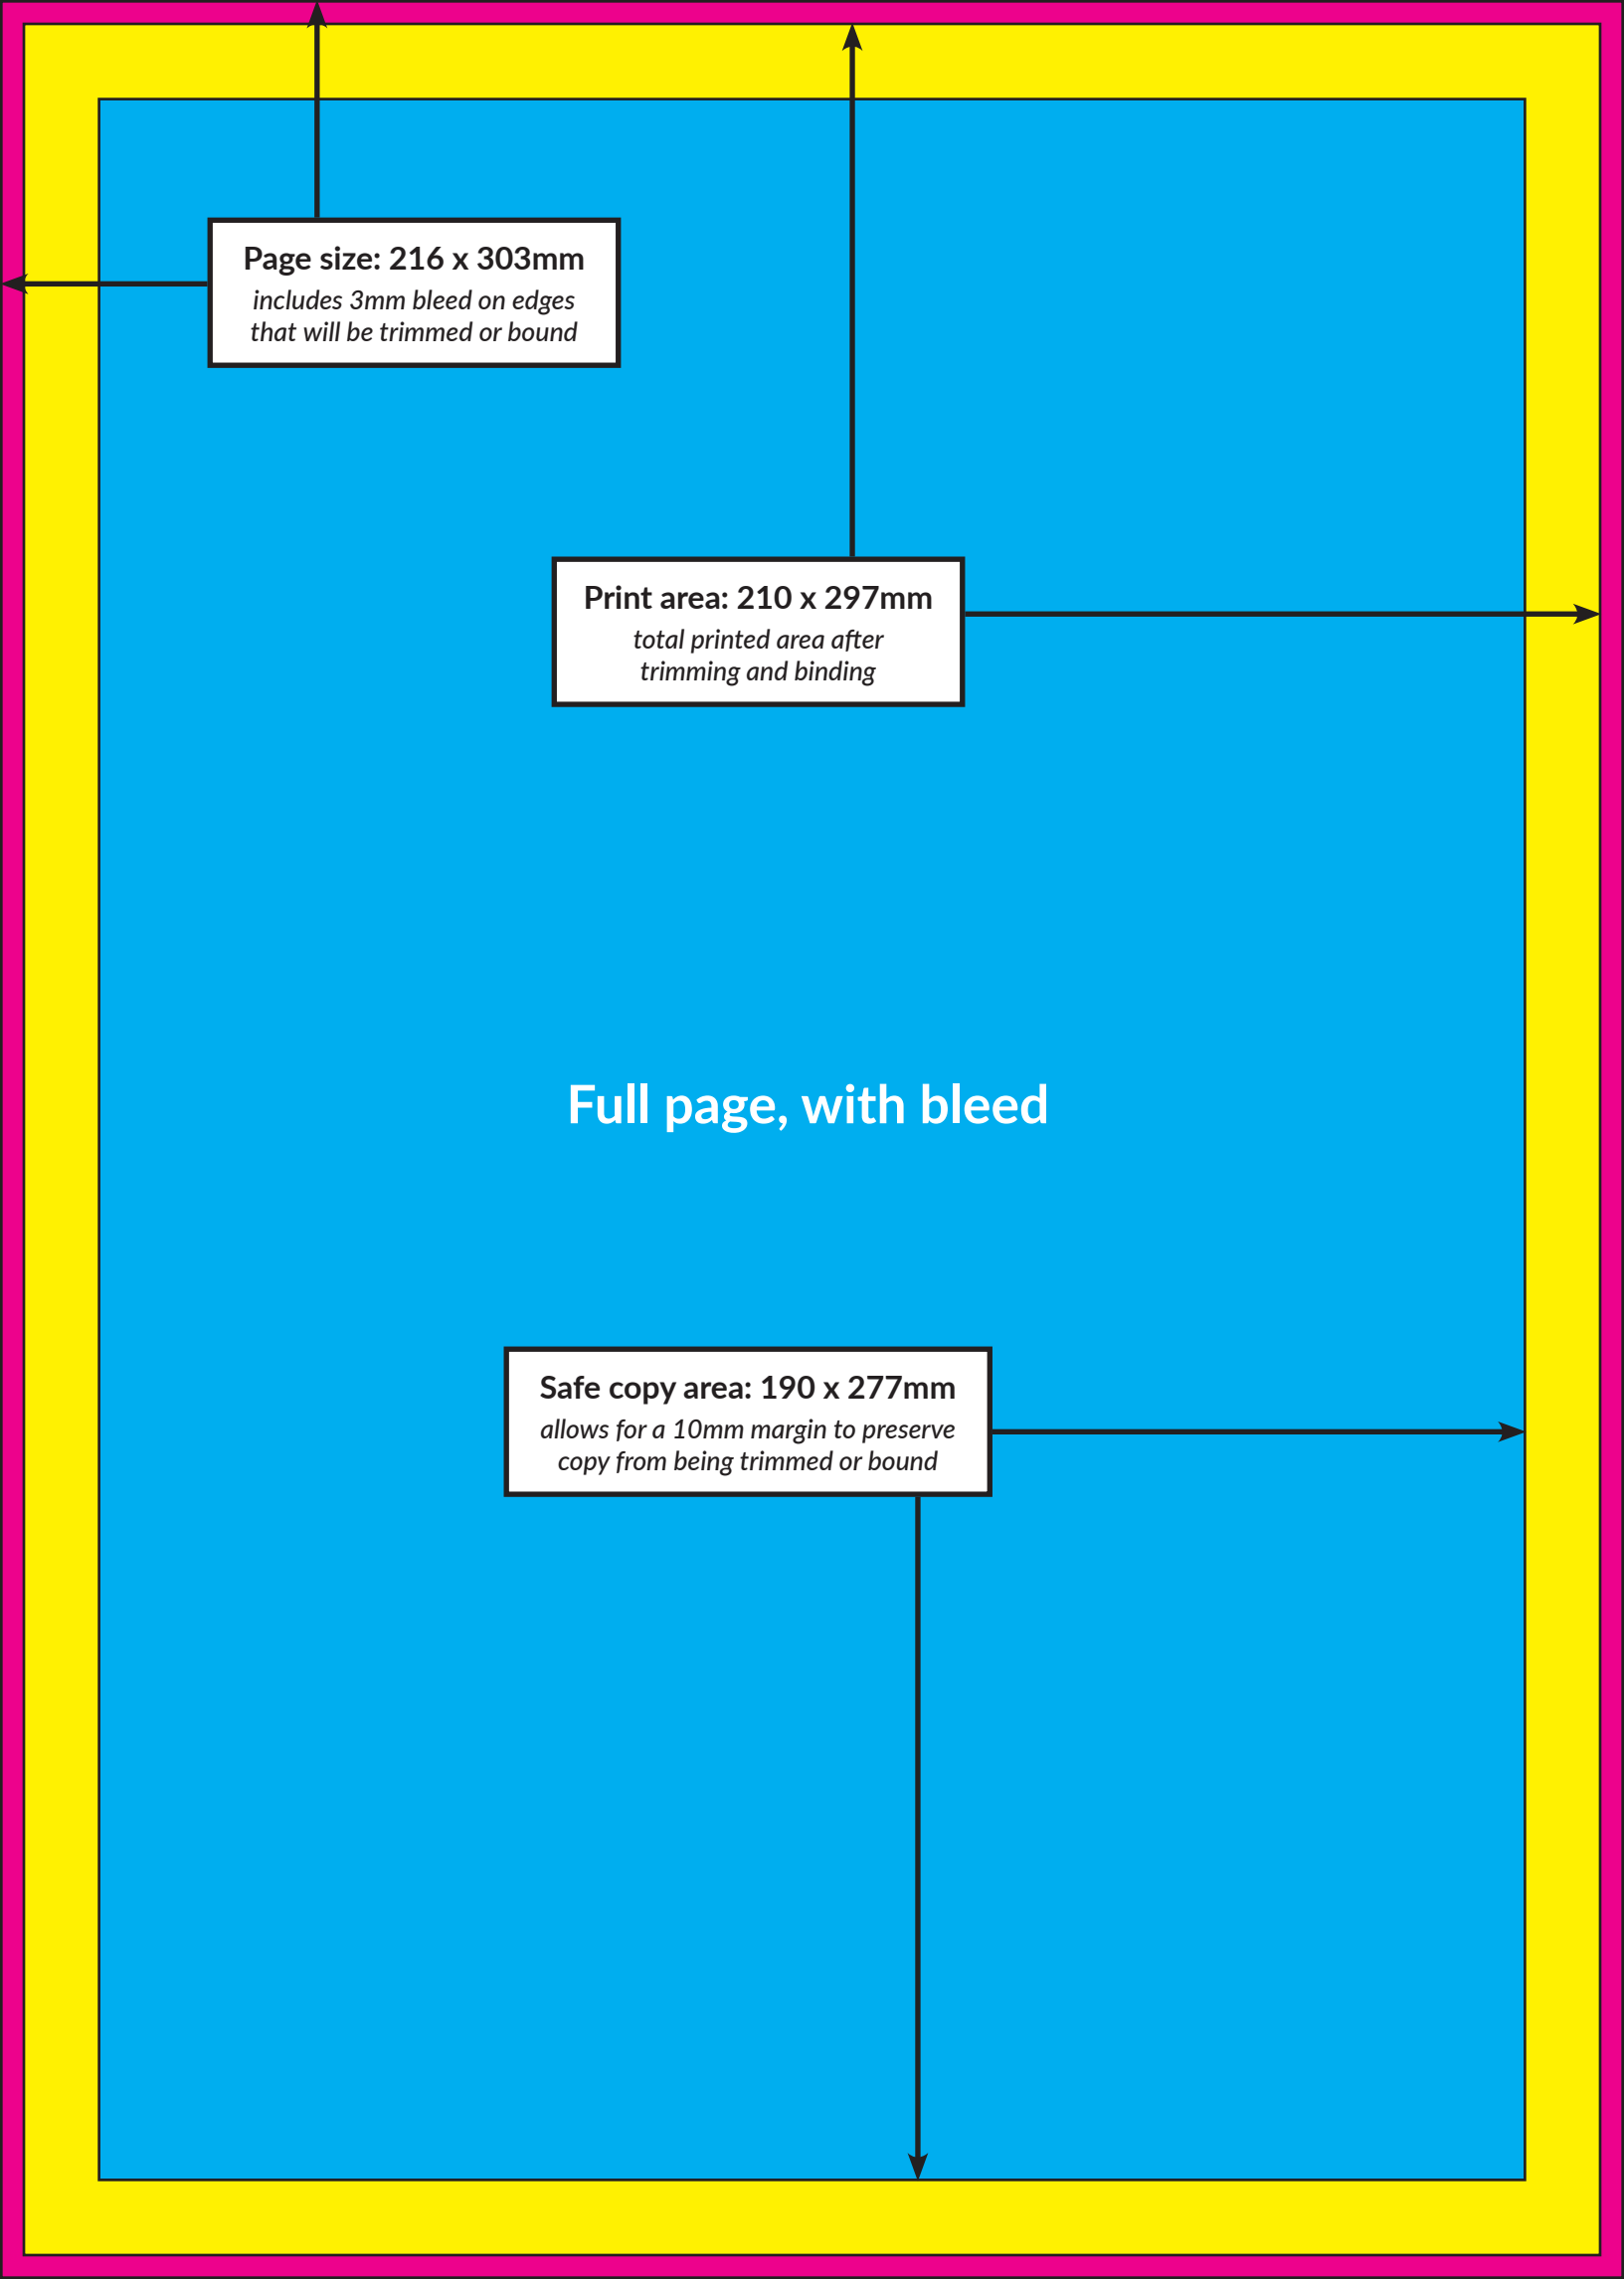 Page size: 216 x 303mm
includes 3mm bleed on edges
that will be trimmed or bound
Print area: 210 x 297mm
total printed area after
trimming and binding
Full page, with bleed
Safe copy area: 190 x 277mm
allows for a 10mm margin to preserve
copy from being trimmed or bound